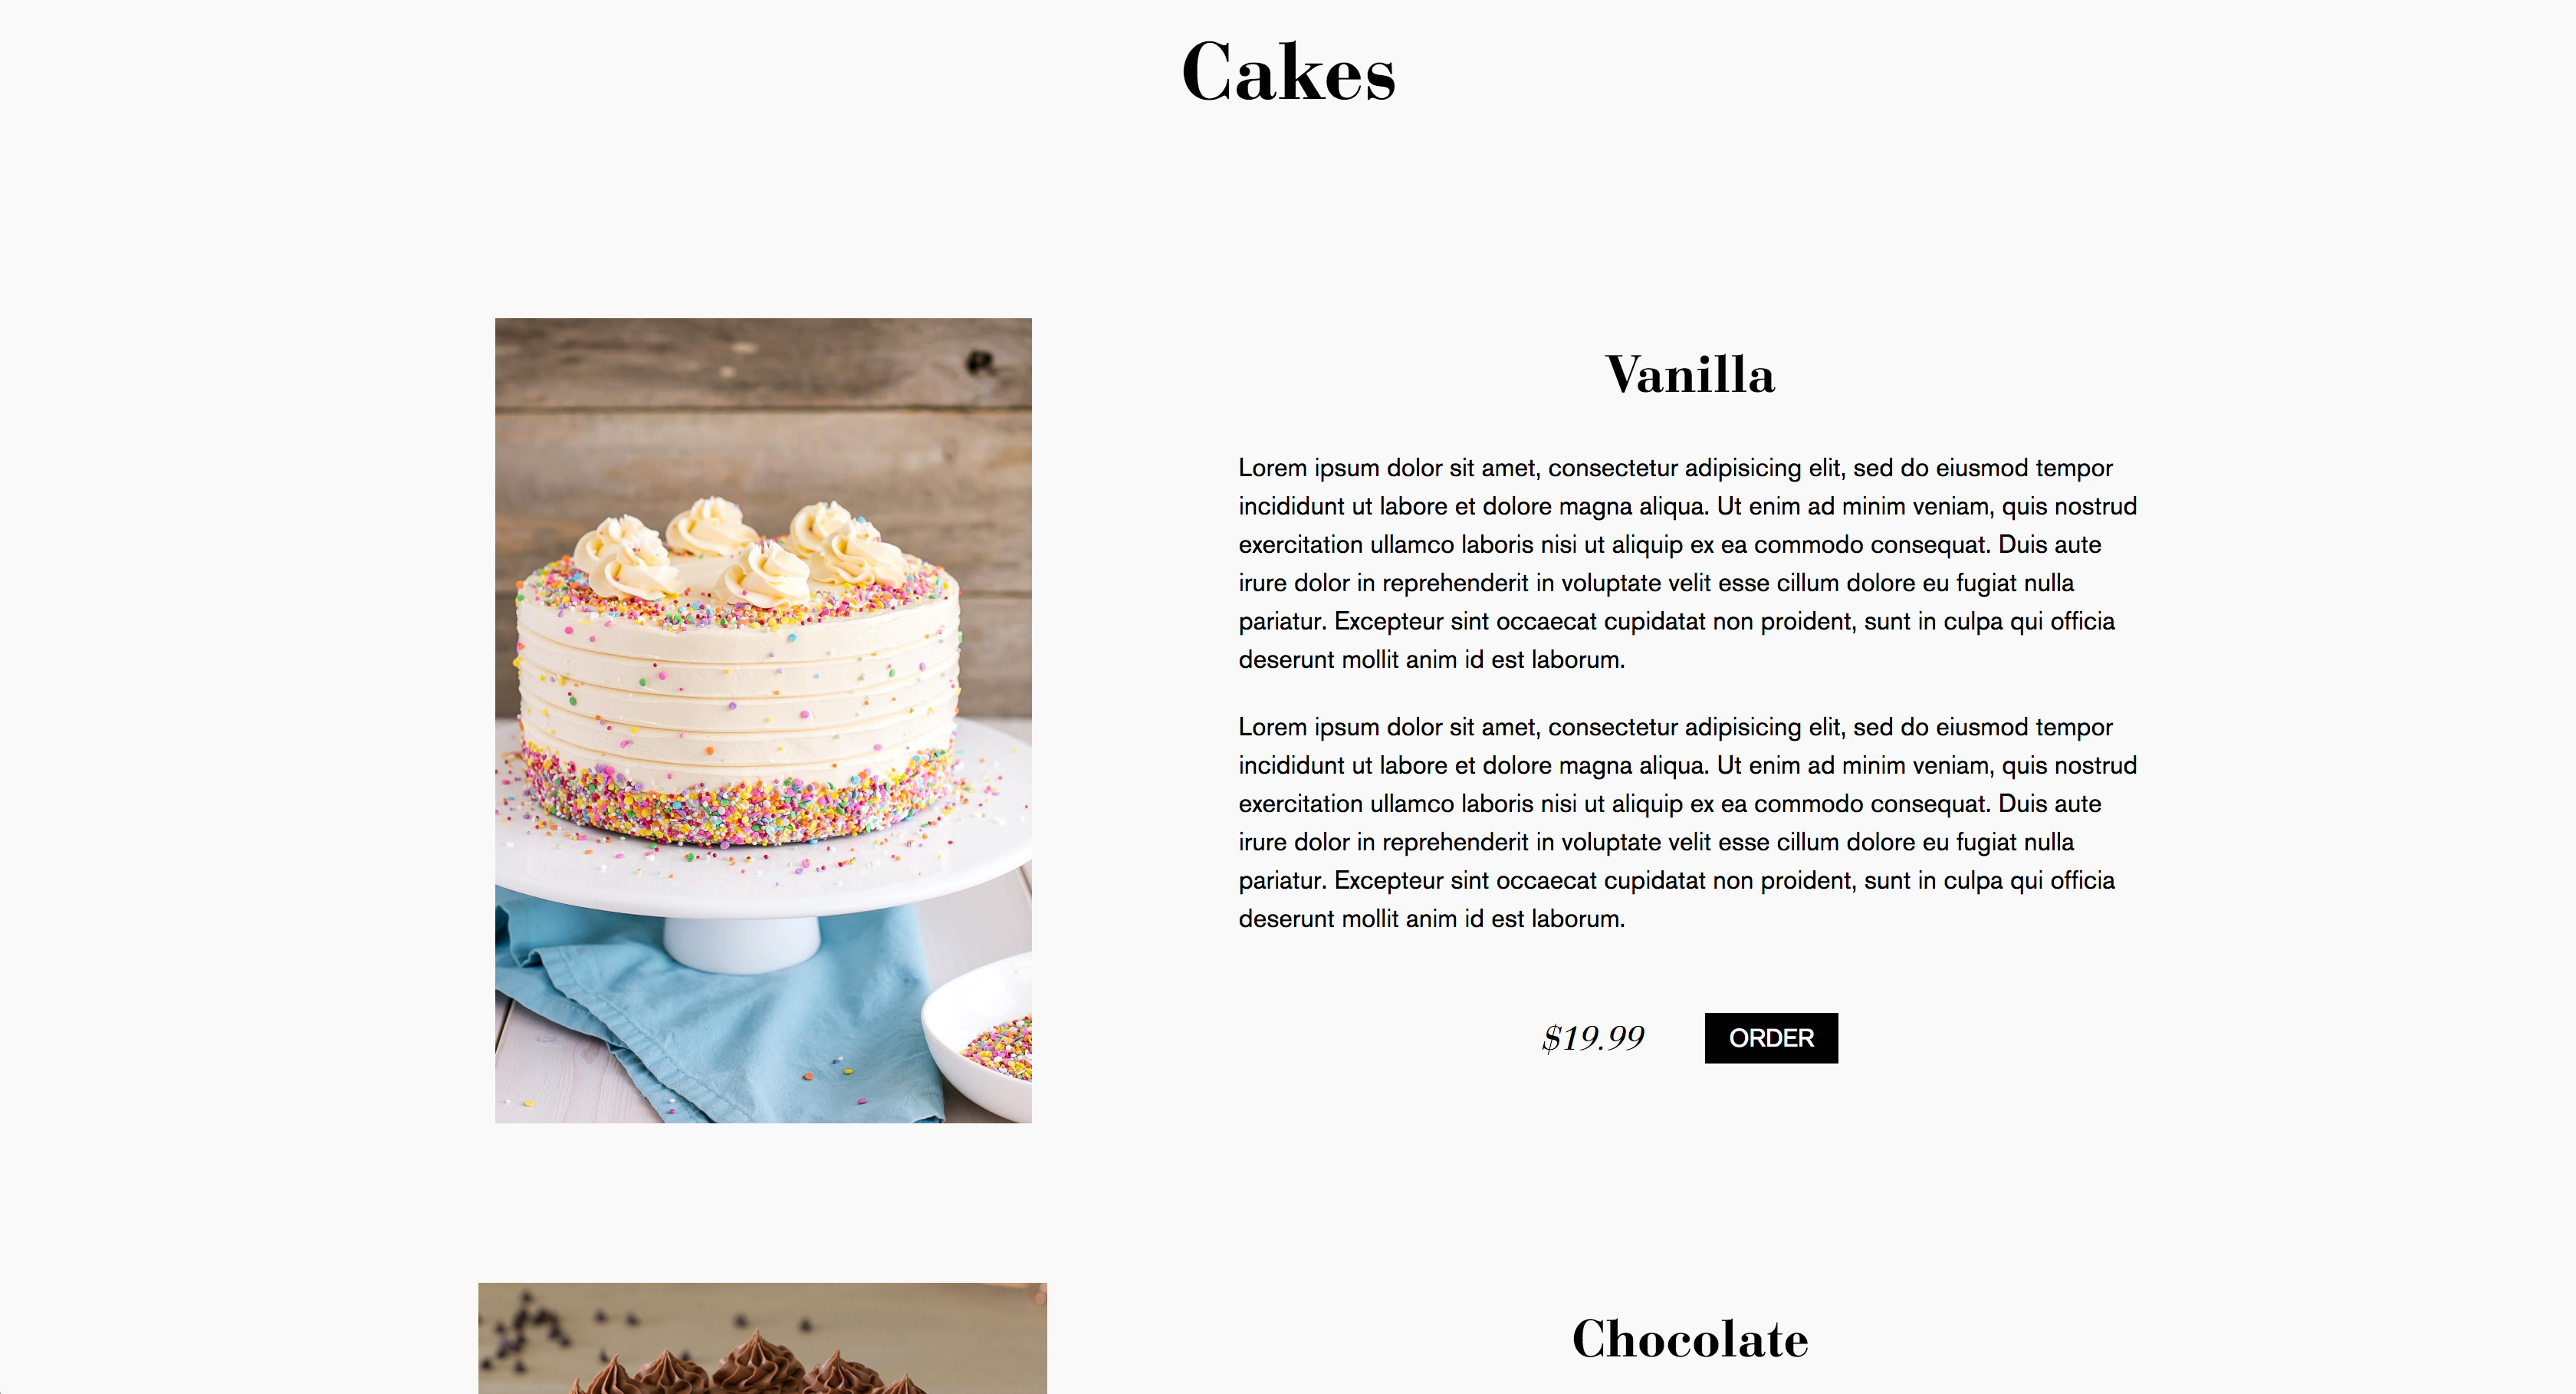 Cakes
Vanilla
Lorem ipsum dolor sit amet, consectetur adipisicing elit, sed do eiusmod tempor
incididunt ut labore et dolore magna aliqua. Ut enim ad minim veniam, quis nostrud
exercitation ullamco laboris nisi ut aliquip ex ea commodo consequat. Duis aute
irure dolor in reprehenderit in voluptate velit esse cillum dolore eu fugiat nulla
pariatur. Excepteur sint occaecat cupidatat non proident, sunt in culpa qui officia
deserunt mollit anim id est laborum.
Lorem ipsum dolor sit amet, consectetur adipisicing elit, sed do eiusmod tempor
incididunt ut labore et dolore magna aliqua. Ut enim ad minim veniam, quis nostrud
exercitation ullamco laboris nisi ut aliquip ex ea commodo consequat. Duis aute
irure dolor in reprehenderit in voluptate velit esse cillum dolore eu fugiat nulla
pariatur. Excepteur sint occaecat cupidatat non proident, sunt in culpa qui officia
deserunt mollit anim id est laborum.
$19.99 ORDER
Chocolate